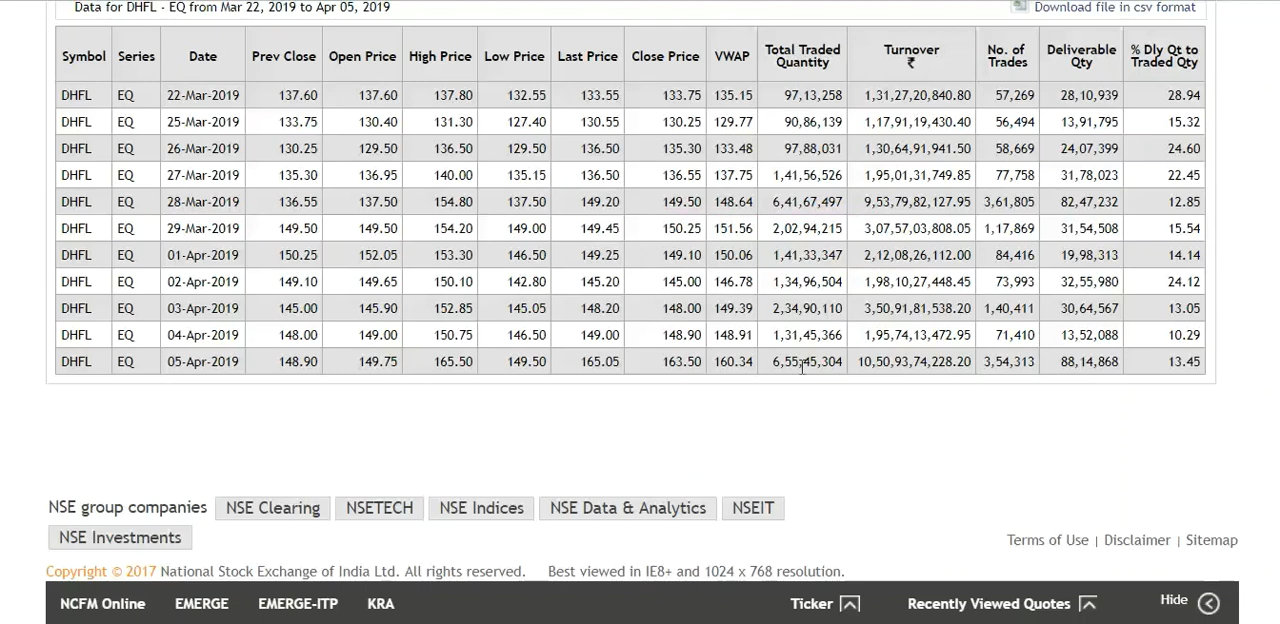 Data for DHFL - EQ from Mar 22, 2019 to Apr 05, 2019 Download file in csv format
Symbol Series Date Prev Close Open Price High Price Low Price Last Price Close Price VWAP Total Traded Quantity Turnover ₹ No. of Trades Deliverable Qty % Dly Qt to Traded Qty
DHFL EQ 22-Mar-2019 137.60 137.60 137.80 132.55 133.55 133.75 135.15 97,13,258 1,31,27,20,840.80 57,269 28,10,939 28.94
DHFL EQ 25-Mar-2019 133.75 130.40 131.30 127.40 130.55 130.25 129.77 90,86,139 1,17,91,19,430.40 56,494 13,91,795 15.32
DHFL EQ 26-Mar-2019 130.25 129.50 136.50 129.50 136.50 135.30 133.48 97,88,031 1,30,64,91,941.50 58,669 24,07,399 24.60
DHFL EQ 27-Mar-2019 135.30 136.95 140.00 135.15 136.50 136.55 137.75 1,41,56,526 1,95,01,31,749.85 77,758 31,78,023 22.45
DHFL EQ 28-Mar-2019 136.55 137.50 154.80 137.50 149.20 149.50 148.64 6,41,67,497 9,53,79,82,127.95 3,61,805 82,47,232 12.85
DHFL EQ 29-Mar-2019 149.50 149.50 154.20 149.00 149.45 150.25 151.56 2,02,94,215 3,07,57,03,808.05 1,17,869 31,54,508 15.54
DHFL EQ 01-Apr-2019 150.25 152.05 153.30 146.50 149.25 149.10 150.06 1,41,33,347 2,12,08,26,112.00 84,416 19,98,313 14.14
DHFL EQ 02-Apr-2019 149.10 149.65 150.10 142.80 145.20 145.00 146.78 1,34,96,504 1,98,10,27,448.45 73,993 32,55,980 24.12
DHFL EQ 03-Apr-2019 145.00 145.90 152.85 145.05 148.20 148.00 149.39 2,34,90,110 3,50,91,81,538.20 1,40,411 30,64,567 13.05
DHFL EQ 04-Apr-2019 148.00 149.00 150.75 146.50 149.00 148.90 148.91 1,31,45,366 1,95,74,13,472.95 71,410 13,52,088 10.29
DHFL EQ 05-Apr-2019 148.90 149.75 165.50 149.50 165.05 163.50 160.34 6,55,45,304 10,50,93,74,228.20 3,54,313 88,14,868 13.45
NSE group companies NSE Clearing NSETECH NSE Indices NSE Data & Analytics NSEIT
NSE Investments Terms of Use | Disclaimer | Sitemap
Copyright © 2017 National Stock Exchange of India Ltd. All rights reserved. Best viewed in IE8+ and 1024 x 768 resolution.
NCFM Online EMERGE EMERGE-ITP KRA Ticker Recently Viewed Quotes Hide